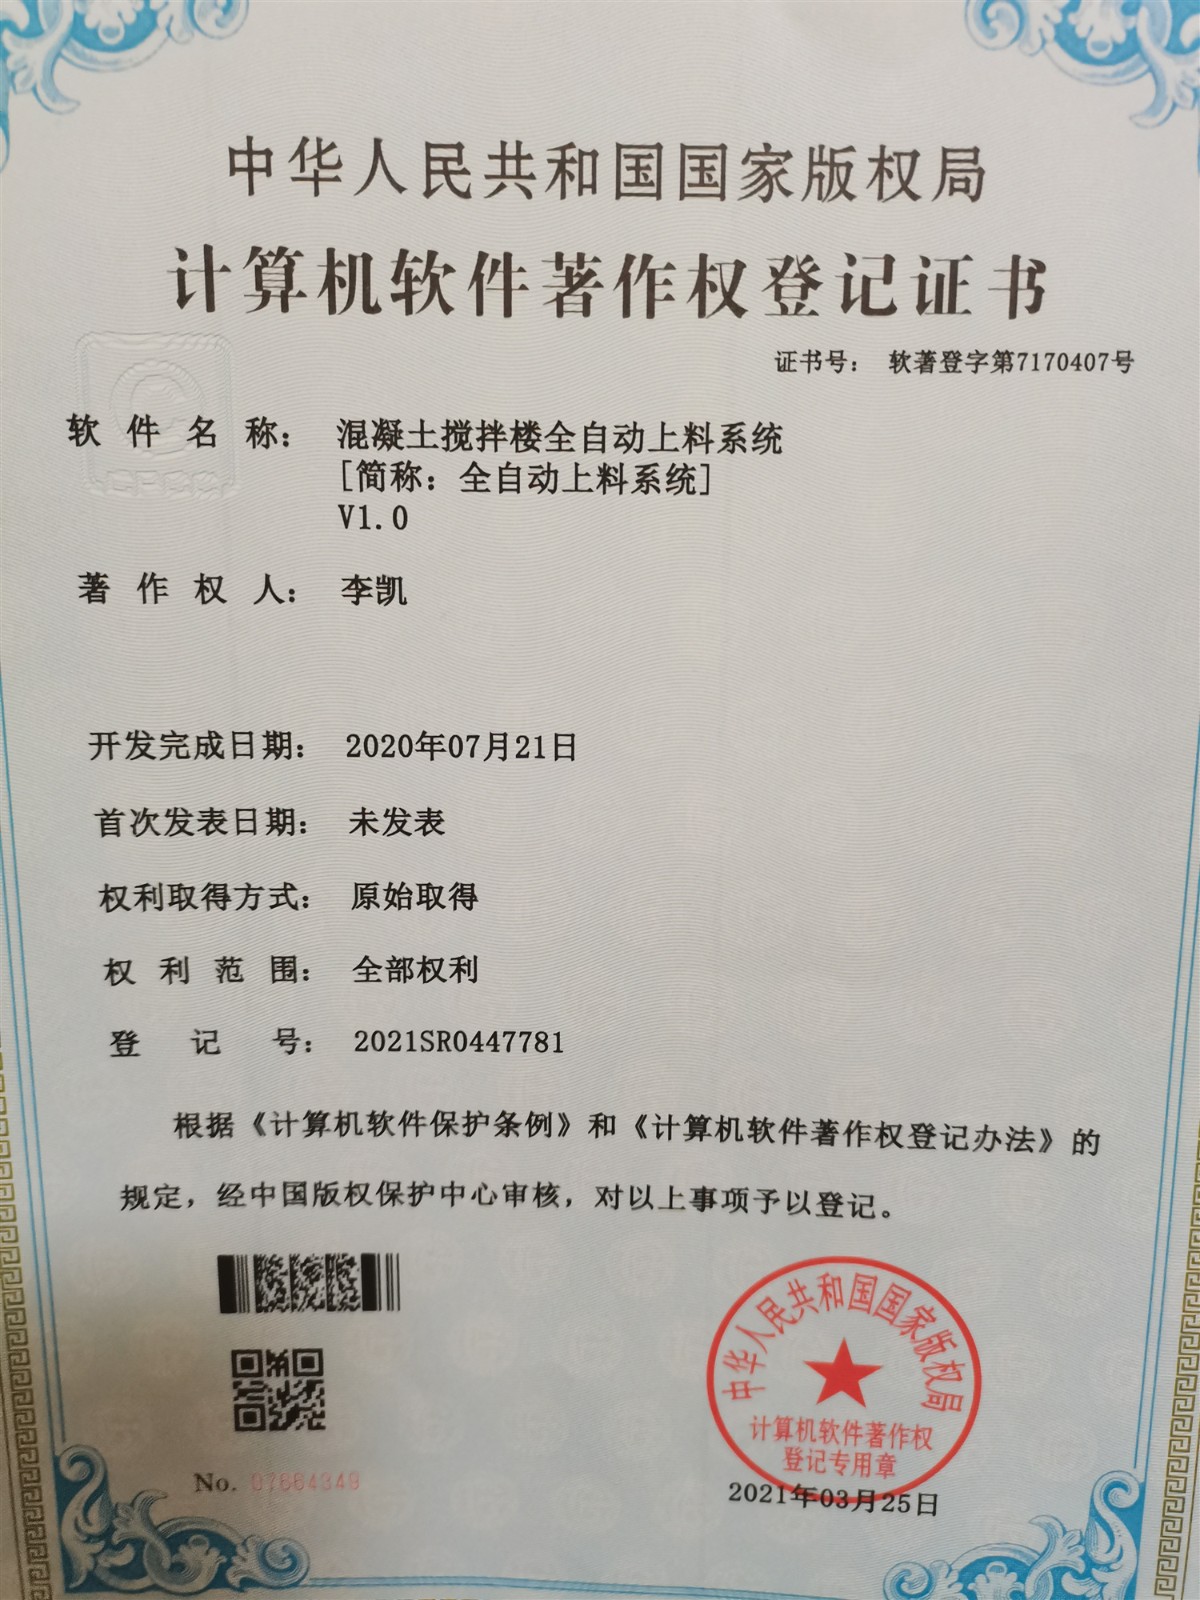 中华人民共和国国家版权局
计算机软件著作权登记证书
证书号： 软著登字第7170407号
软件名称： 混凝土搅拌楼全自动上料系统
[简称：全自动上料系统]
V1.0
著作权人： 李凯
开发完成日期： 2020年07月21日
首次发表日期： 未发表
权利取得方式： 原始取得
权利范围： 全部权利
登记号： 2021SR0447781
根据《计算机软件保护条例》和《计算机软件著作权登记办法》的
规定，经中国版权保护中心审核，对以上事项予以登记。
中华人民共和国国家版权局
计算机软件著作权
登记专用章
No. 07664349
2021年03月25日